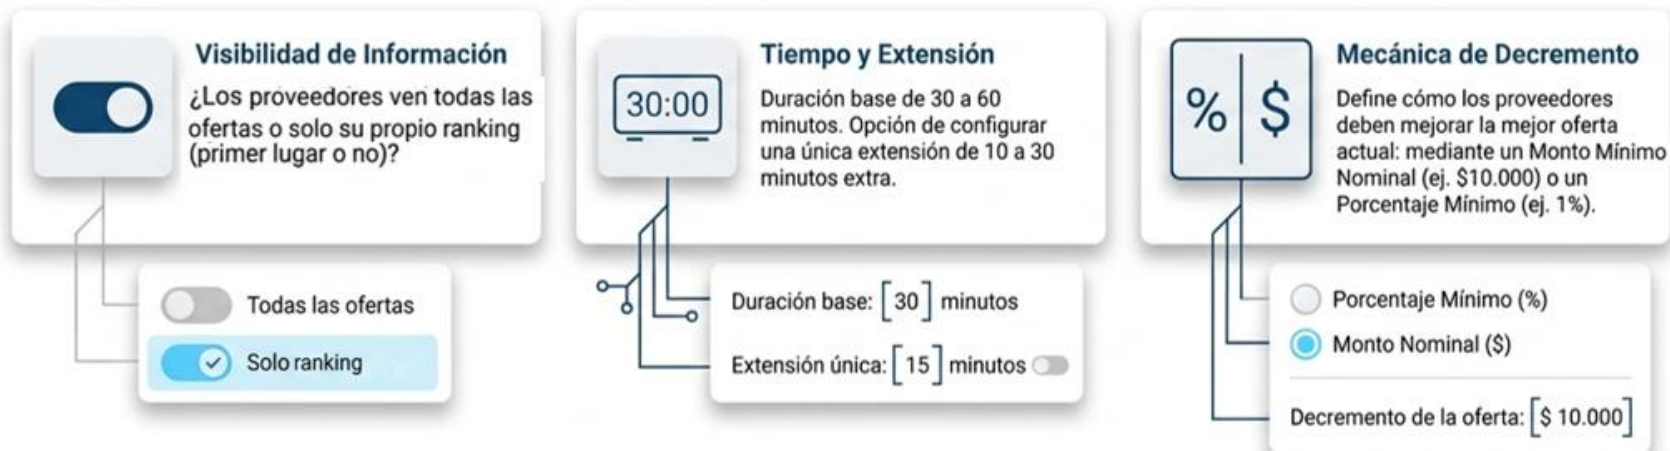 Visibilidad de Información
¿Los proveedores ven todas las
ofertas o solo su propio ranking
(primer lugar o no)?
Todas las ofertas
Solo ranking
30:00
Tiempo y Extensión
Duración base de 30 a 60
minutos. Opción de configurar
una única extensión de 10 a 30
minutos extra.
Duración base: [30] minutos
Extensión única: [15] minutos
% $
Mecánica de Decremento
Define cómo los proveedores
deben mejorar la mejor oferta
actual: mediante un Monto Mínimo
Nominal (ej. $10.000) o un
Porcentaje Mínimo (ej. 1%).
Porcentaje Mínimo (%)
Monto Nominal ($)
Decremento de la oferta: [$ 10.000]